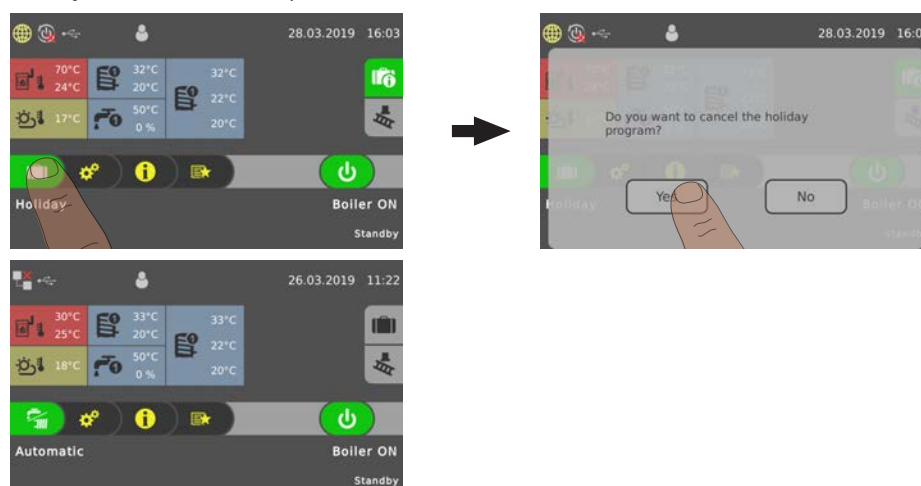 28.03.2019 16:03
70°C
24°C
32°C
20°C
32°C
22°C
20°C
17°C
50°C
0 %
Holiday
Boiler ON
Standby
28.03.2019 16:0
Do you want to cancel the holiday
program?
Yes
No
Holiday
Boiler ON
Standby
26.03.2019 11:22
30°C
25°C
33°C
20°C
33°C
22°C
20°C
18°C
50°C
0 %
Automatic
Boiler ON
Standby